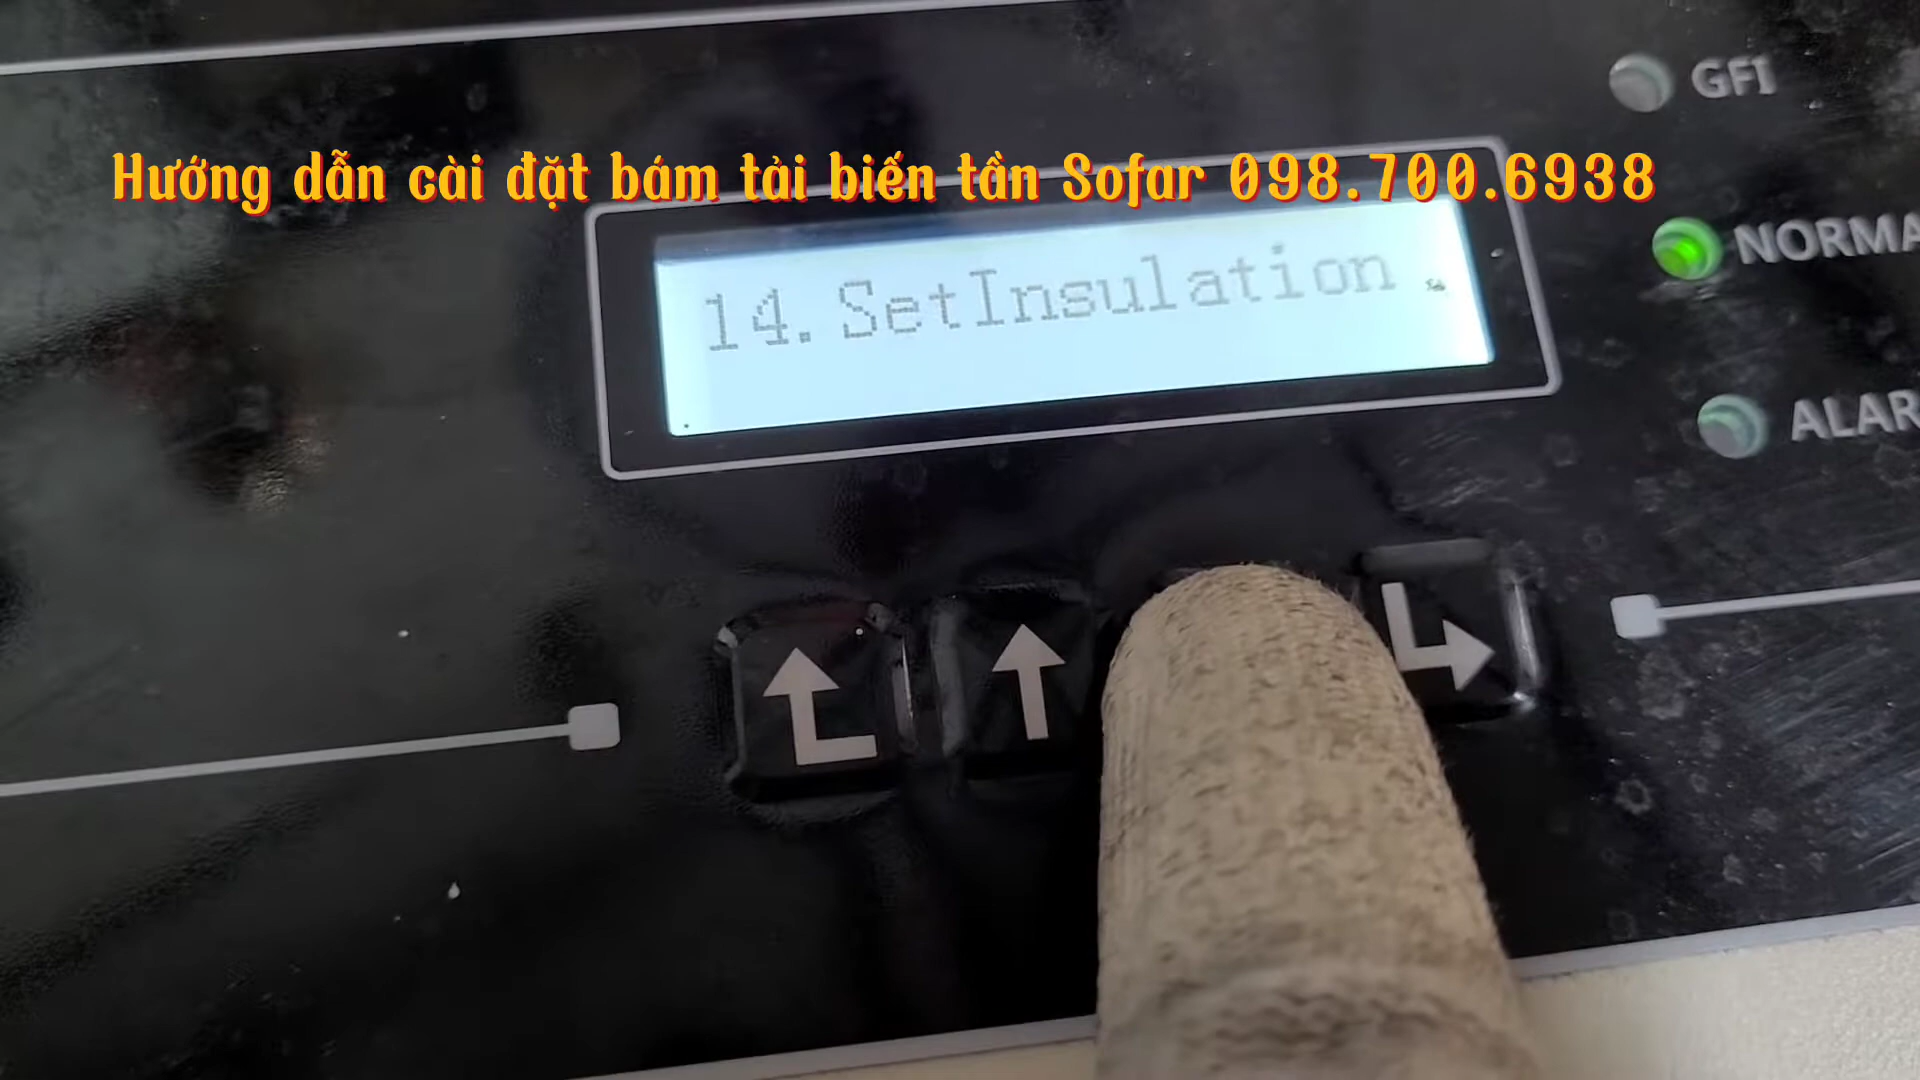 GFI
Hướng dẫn cài đặt bám tải biến tần Sofar 098.700.6938
NORMA
14.SetInsulation
ALAR